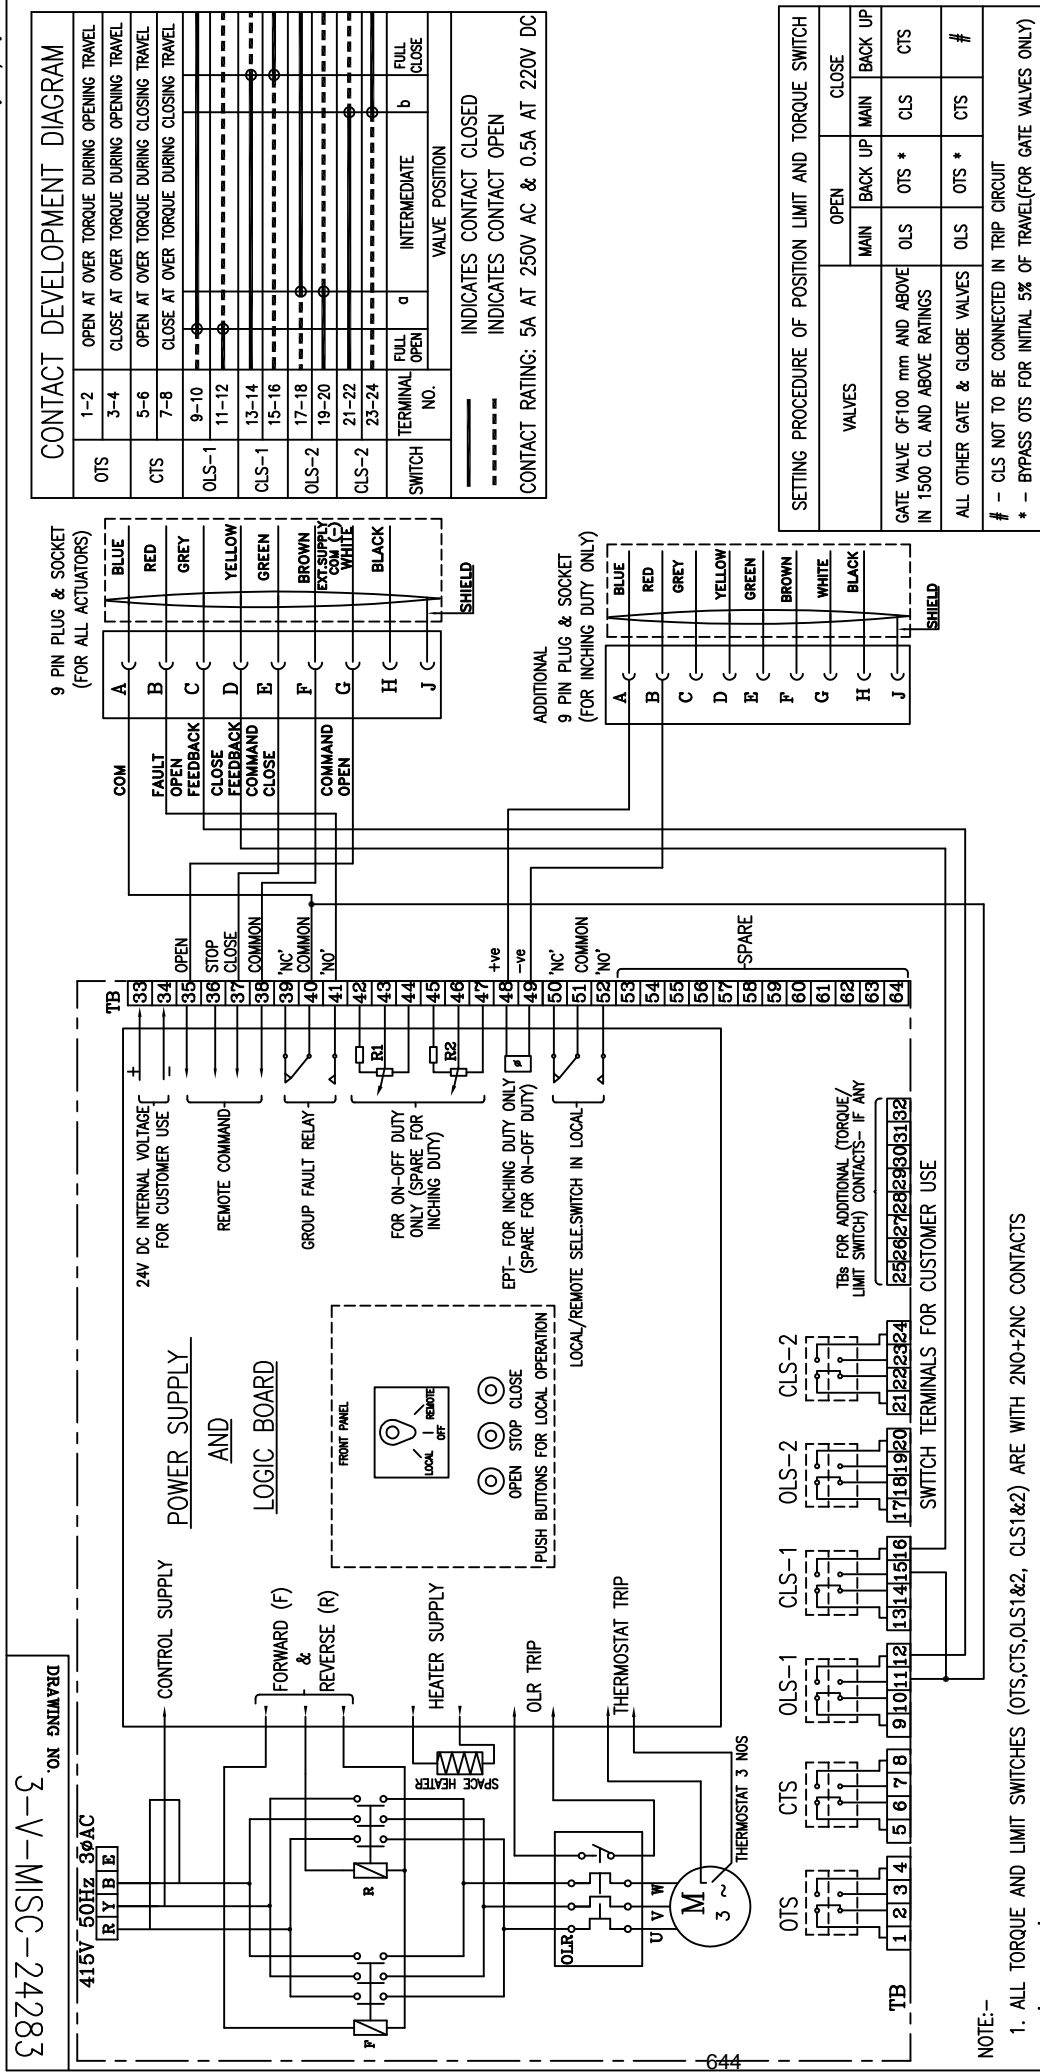 DRAWING NO.
3-V-MISC-24283
415V 50Hz 3øAC
R Y B E
CONTROL SUPPLY
FORWARD (F)
&
REVERSE (R)
HEATER SUPPLY
SPACE HEATER
OLR TRIP
THERMOSTAT TRIP
F
R
OLR
U V W
M
3 ~
THERMOSTAT 3 NOS
POWER SUPPLY
AND
LOGIC BOARD
FRONT PANEL
LOCAL
OFF
REMOTE
OPEN STOP CLOSE
PUSH BUTTONS FOR LOCAL OPERATION
+
-
24V DC INTERNAL VOLTAGE
FOR CUSTOMER USE
REMOTE COMMAND
GROUP FAULT RELAY
FOR ON-OFF DUTY
ONLY (SPARE FOR
INCHING DUTY)
R1
R2
EPT- FOR INCHING DUTY ONLY
(SPARE FOR ON-OFF DUTY)
ø
LOCAL/REMOTE SELE.SWITCH IN LOCAL
TB
33
34
35 OPEN
36 STOP
37 CLOSE
38 COMMON
39 'NC'
40 COMMON
41 'NO'
42
43
44
45
46
47
48 +ve
49 -ve
50 'NC'
51 COMMON
52 'NO'
53
54
55
56
57
58
59
60
61
62
63
64
SPARE
TB
OTS
1 2 3 4
CTS
5 6 7 8
OLS-1
9 10 11 12
CLS-1
13 14 15 16
OLS-2
17 18 19 20
CLS-2
21 22 23 24
TBs FOR ADDITIONAL (TORQUE/
LIMIT SWITCH) CONTACTS- IF ANY
25 26 27 28 29 30 31 32
SWTTCH TERMINALS FOR CUSTOMER USE
9 PIN PLUG & SOCKET
(FOR ALL ACTUATORS)
COM A BLUE
FAULT B RED
OPEN FEEDBACK C GREY
CLOSE FEEDBACK D YELLOW
COMMAND CLOSE E GREEN
F BROWN
EXT.SUPPLY
COM (-)
COMMAND OPEN G WHITE
H BLACK
J
SHIELD
ADDITIONAL
9 PIN PLUG & SOCKET
(FOR INCHING DUTY ONLY)
A BLUE
B RED
C GREY
D YELLOW
E GREEN
F BROWN
G WHITE
H BLACK
J
SHIELD
CONTACT DEVELOPMENT DIAGRAM
OTS 1-2 OPEN AT OVER TORQUE DURING OPENING TRAVEL
3-4 CLOSE AT OVER TORQUE DURING OPENING TRAVEL
CTS 5-6 OPEN AT OVER TORQUE DURING CLOSING TRAVEL
7-8 CLOSE AT OVER TORQUE DURING CLOSING TRAVEL
OLS-1 9-10
11-12
CLS-1 13-14
15-16
OLS-2 17-18
19-20
CLS-2 21-22
23-24
SWITCH TERMINAL NO. FULL OPEN a INTERMEDIATE b FULL CLOSE
VALVE POSITION
INDICATES CONTACT CLOSED
INDICATES CONTACT OPEN
CONTACT RATING: 5A AT 250V AC & 0.5A AT 220V DC
SETTING PROCEDURE OF POSITION LIMIT AND TORQUE SWITCH
VALVES OPEN CLOSE
MAIN BACK UP MAIN BACK UP
GATE VALVE OF100 mm AND ABOVE
IN 1500 CL AND ABOVE RATINGS OLS OTS * CLS CTS
ALL OTHER GATE & GLOBE VALVES OLS OTS * CTS #
# - CLS NOT TO BE CONNECTED IN TRIP CIRCUIT
* - BYPASS OTS FOR INITIAL 5% OF TRAVEL(FOR GATE VALVES ONLY)
NOTE:-
1. ALL TORQUE AND LIMIT SWITCHES (OTS,CTS,OLS1&2, CLS1&2) ARE WITH 2NO+2NC CONTACTS
644